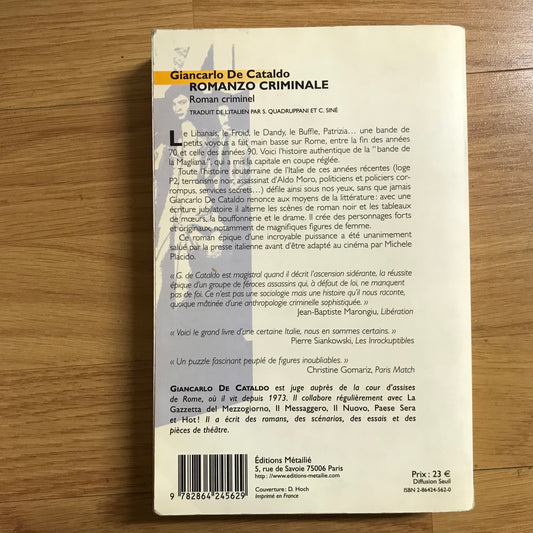 Giancarlo De Cataldo
ROMANZO CRIMINALE
Roman criminel
TRADUIT DE L'ITALIEN PAR S. QUADRUPPANI ET C. SINÉ
Le Libanais, le Froid, le Dandy, le Buffle, Patrizia... une bande de
petits voyous a fait main basse sur Rome, entre la fin des années
70 et celle des années 90. Voici l'histoire authentique de la "bande de
la Magliana", qui a mis la capitale en coupe réglée.
Toute l'histoire souterraine de l'Italie de ces années récentes (loge
P2, terrorisme noir, assassinat d'Aldo Moro, politiciens et policiers cor-
rompus, services secrets...) défile ainsi sous nos yeux, sans que jamais
Giancarlo De Cataldo renonce aux moyens de la littérature : avec une
écriture jubilatoire il alterne les scènes de roman noir et les tableaux
de mœurs, la bouffonnerie et le drame. Il crée des personnages forts
et originaux, notamment de magnifiques figures de femme.
Ce roman épique d'une incroyable puissance a été unanimement
salué par la presse italienne avant d'être adapté au cinéma par Michele
Placido.
« G. de Cataldo est magistral quand il décrit l'ascension sidérante, la réussite
épique d'un groupe de féroces assassins qui, à défaut de loi, ne manquent
pas de foi. Ce n'est pas une sociologie mais une histoire qu'il nous raconte,
quoique mâtinée d'une anthropologie criminelle sophistiquée. »
Jean-Baptiste Marongiu, Libération
« Voici le grand livre d'une certaine Italie, nous en sommes certains. »
Pierre Siankowski, Les Inrockuptibles
« Un puzzle fascinant peuplé de figures inoubliables. »
Christine Gomariz, Paris Match
GIANCARLO DE CATALDO est juge auprès de la cour d'assises
de Rome, où il vit depuis 1973. Il collabore régulièrement avec La
Gazzetta del Mezzogiorno, Il Messaggero, Il Nuovo, Paese Sera
et Hot! Il a écrit des romans, des scénarios, des essais et des
pièces de théâtre.
Éditions Métailié
5, rue de Savoie 75006 Paris
http://www.editions-metailie.com
Couverture : D. Hoch
Imprimé en France
Prix : 23 €
Diffusion Seuil
ISBN 2-86424-562-0
9 782864 245629